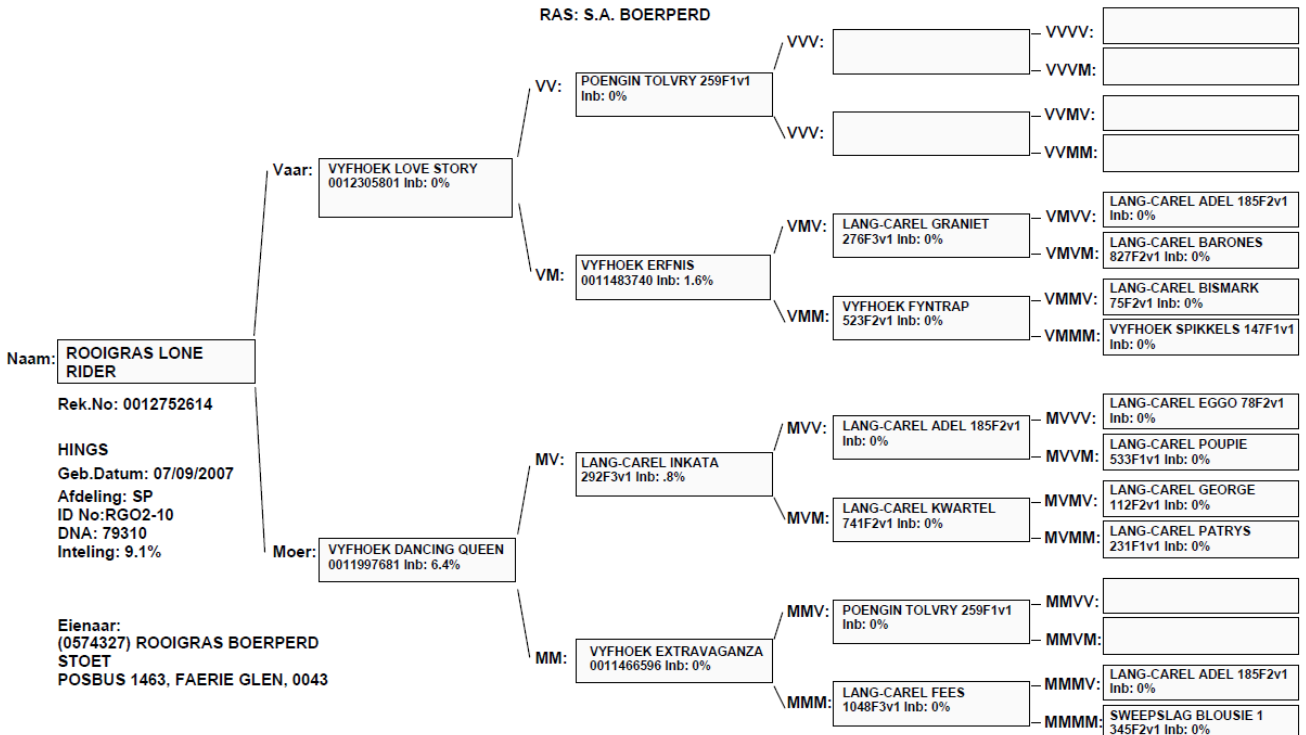 RAS: S.A. BOERPERD
Naam:
ROOIGRAS LONE
RIDER
Rek.No: 0012752614
HINGS
Geb.Datum: 07/09/2007
Afdeling: SP
ID No:RGO2-10
DNA: 79310
Inteling: 9.1%
Eienaar:
(0574327) ROOIGRAS BOERPERD
STOET
POSBUS 1463, FAERIE GLEN, 0043
Vaar:
VYFHOEK LOVE STORY
0012305801 Inb: 0%
Moer:
VYFHOEK DANCING QUEEN
0011997681 Inb: 6.4%
VV:
POENGIN TOLVRY 259F1v1
Inb: 0%
VM:
VYFHOEK ERFNIS
0011483740 Inb: 1.6%
MV:
LANG-CAREL INKATA
292F3v1 Inb: .8%
MM:
VYFHOEK EXTRAVAGANZA
0011466596 Inb: 0%
VVV:
VVV:
VMV:
LANG-CAREL GRANIET
276F3v1 Inb: 0%
VMM:
VYFHOEK FYNTRAP
523F2v1 Inb: 0%
MVV:
LANG-CAREL ADEL 185F2v1
Inb: 0%
MVM:
LANG-CAREL KWARTEL
741F2v1 Inb: 0%
MMV:
POENGIN TOLVRY 259F1v1
Inb: 0%
MMM:
LANG-CAREL FEES
1048F3v1 Inb: 0%
VVVV:
VVVM:
VVMV:
VVMM:
VMVV:
LANG-CAREL ADEL 185F2v1
Inb: 0%
VMVM:
LANG-CAREL BARONES
827F2v1 Inb: 0%
VMMV:
LANG-CAREL BISMARK
75F2v1 Inb: 0%
VMMM:
VYFHOEK SPIKKELS 147F1v1
Inb: 0%
MVVV:
LANG-CAREL EGGO 78F2v1
Inb: 0%
MVVM:
LANG-CAREL POUPIE
533F1v1 Inb: 0%
MVMV:
LANG-CAREL GEORGE
112F2v1 Inb: 0%
MVMM:
LANG-CAREL PATRYS
231F1v1 Inb: 0%
MMVV:
MMVM:
MMMV:
LANG-CAREL ADEL 185F2v1
Inb: 0%
MMMM:
SWEEPSLAG BLOUSIE 1
345F2v1 Inb: 0%